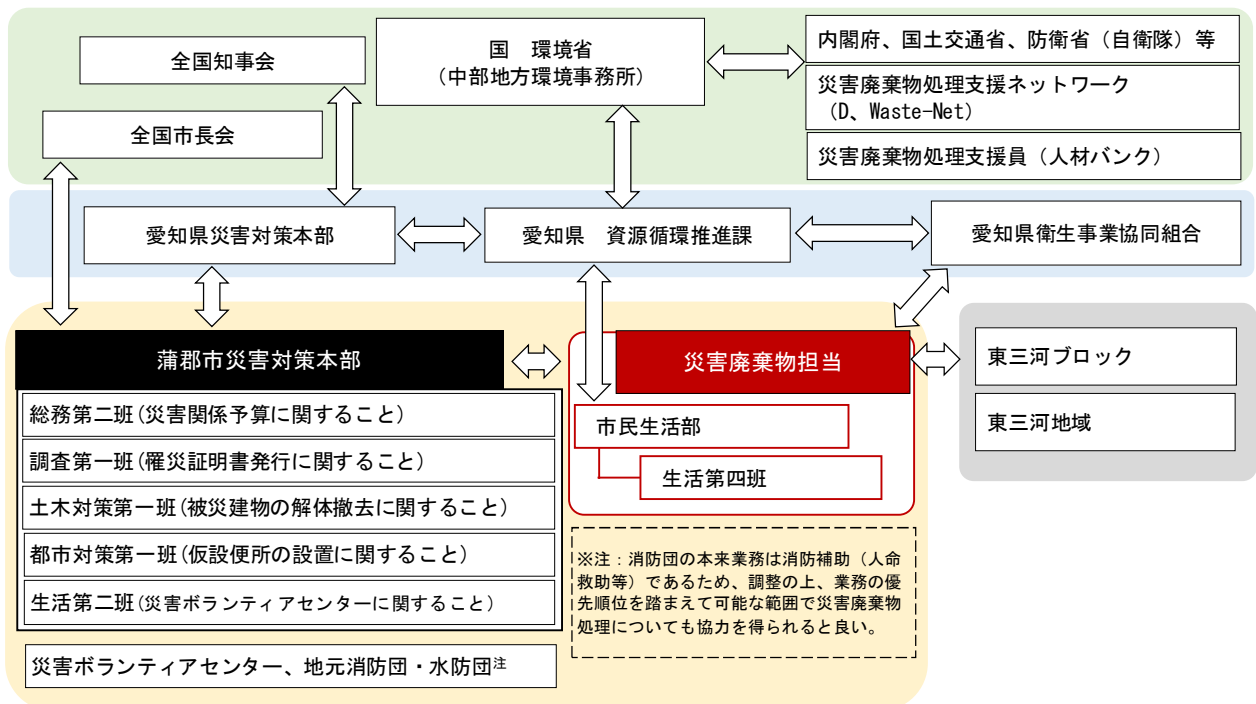 全国知事会
国　環境省
（中部地方環境事務所）
内閣府、国土交通省、防衛省（自衛隊）等
災害廃棄物処理支援ネットワーク
（D、Waste-Net）
全国市長会
災害廃棄物処理支援員（人材バンク）
愛知県災害対策本部
愛知県　資源循環推進課
愛知県衛生事業協同組合
蒲郡市災害対策本部
災害廃棄物担当
東三河ブロック
総務第二班(災害関係予算に関すること)
市民生活部
東三河地域
調査第一班(罹災証明書発行に関すること)
生活第四班
土木対策第一班(被災建物の解体撤去に関すること)
都市対策第一班(仮設便所の設置に関すること)
生活第二班(災害ボランティアセンターに関すること)
※注：消防団の本来業務は消防補助（人命
救助等）であるため、調整の上、業務の優
先順位を踏まえて可能な範囲で災害廃棄物
処理についても協力を得られると良い。
災害ボランティアセンター、地元消防団・水防団注